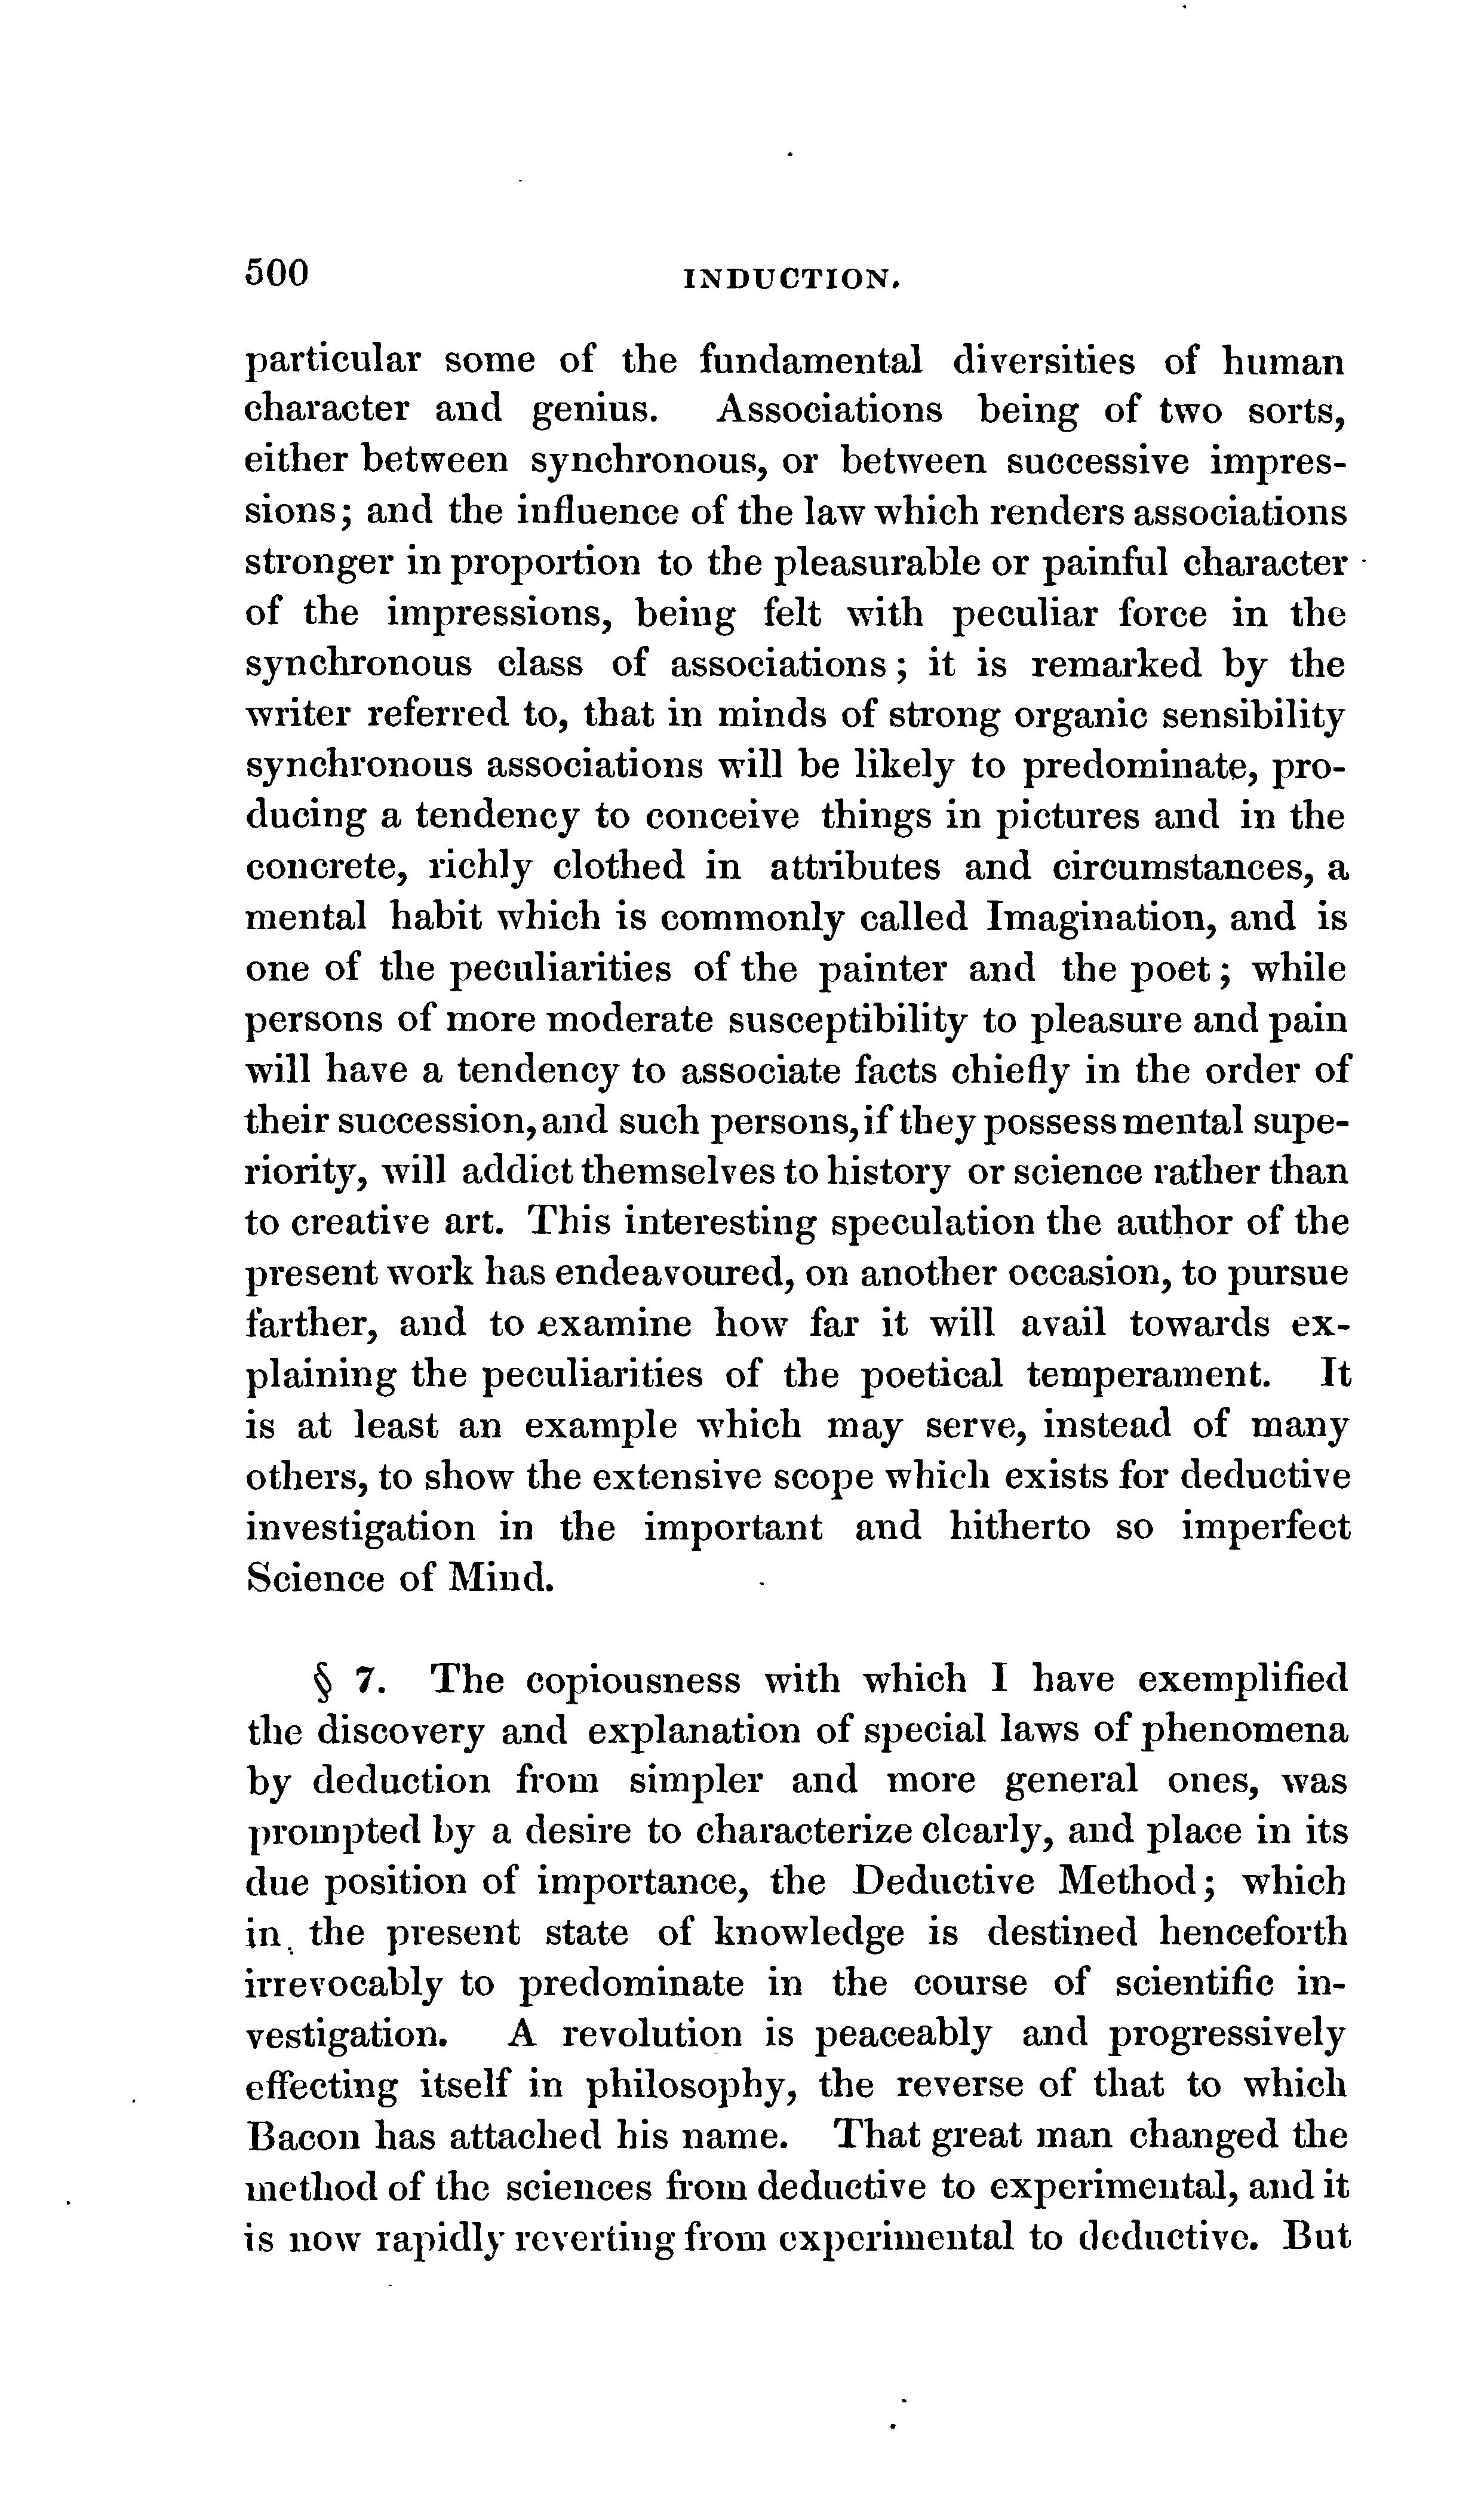 500 INDUCTION.
particular some of the fundamental diversities of human
character and genius. Associations being of two sorts,
either between synchronous, or between successive impres-
sions; and the influence of the law which renders associations
stronger in proportion to the pleasurable or painful character
of the impressions, being felt with peculiar force in the
synchronous class of associations; it is remarked by the
writer referred to, that in minds of strong organic sensibility
synchronous associations will be likely to predominate, pro-
ducing a tendency to conceive things in pictures and in the
concrete, richly clothed in attributes and circumstances, a
mental habit which is commonly called Imagination, and is
one of the peculiarities of the painter and the poet; while
persons of more moderate susceptibility to pleasure and pain
will have a tendency to associate facts chiefly in the order of
their succession, and such persons, if they possess mental supe-
riority, will addict themselves to history or science rather than
to creative art. This interesting speculation the author of the
present work has endeavoured, on another occasion, to pursue
farther, and to examine how far it will avail towards ex-
plaining the peculiarities of the poetical temperament. It
is at least an example which may serve, instead of many
others, to show the extensive scope which exists for deductive
investigation in the important and hitherto so imperfect
Science of Mind.
§ 7. The copiousness with which I have exemplified
the discovery and explanation of special laws of phenomena
by deduction from simpler and more general ones, was
prompted by a desire to characterize clearly, and place in its
due position of importance, the Deductive Method; which
in the present state of knowledge is destined henceforth
irrevocably to predominate in the course of scientific in-
vestigation. A revolution is peaceably and progressively
effecting itself in philosophy, the reverse of that to which
Bacon has attached his name. That great man changed the
method of the sciences from deductive to experimental, and it
is now rapidly reverting from experimental to deductive. But